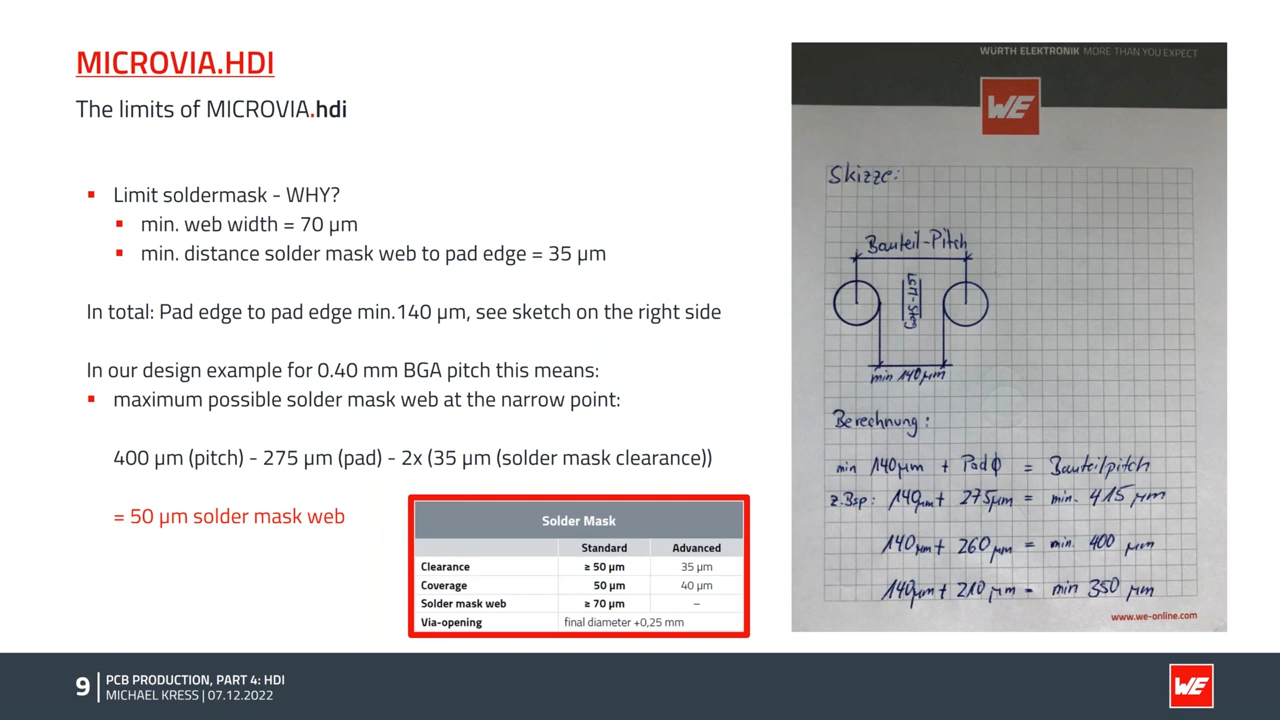 MICROVIA.HDI
The limits of MICROVIA.hdi
Limit soldermask - WHY?
min. web width = 70 µm
min. distance solder mask web to pad edge = 35 µm
In total: Pad edge to pad edge min.140 µm, see sketch on the right side
In our design example for 0.40 mm BGA pitch this means:
maximum possible solder mask web at the narrow point:
400 µm (pitch) - 275 µm (pad) - 2x (35 µm (solder mask clearance))
= 50 µm solder mask web
Solder Mask
Standard Advanced
Clearance ≥ 50 µm 35 µm
Coverage 50 µm 40 µm
Solder mask web ≥ 70 µm –
Via-opening final diameter +0,25 mm
WÜRTH ELEKTRONIK MORE THAN YOU EXPECT
WE
Skizze:
Bauteil-Pitch
min 140µm
Berechnung:
min 140µm + Padϕ = Bauteilpitch
z.Bsp: 140µm + 275µm = min. 415 µm
140µm + 260µm = min. 400 µm
140µm + 210µm = min 350 µm
www.we-online.com
9 PCB PRODUCTION, PART 4: HDI
MICHAEL KRESS | 07.12.2022
WE